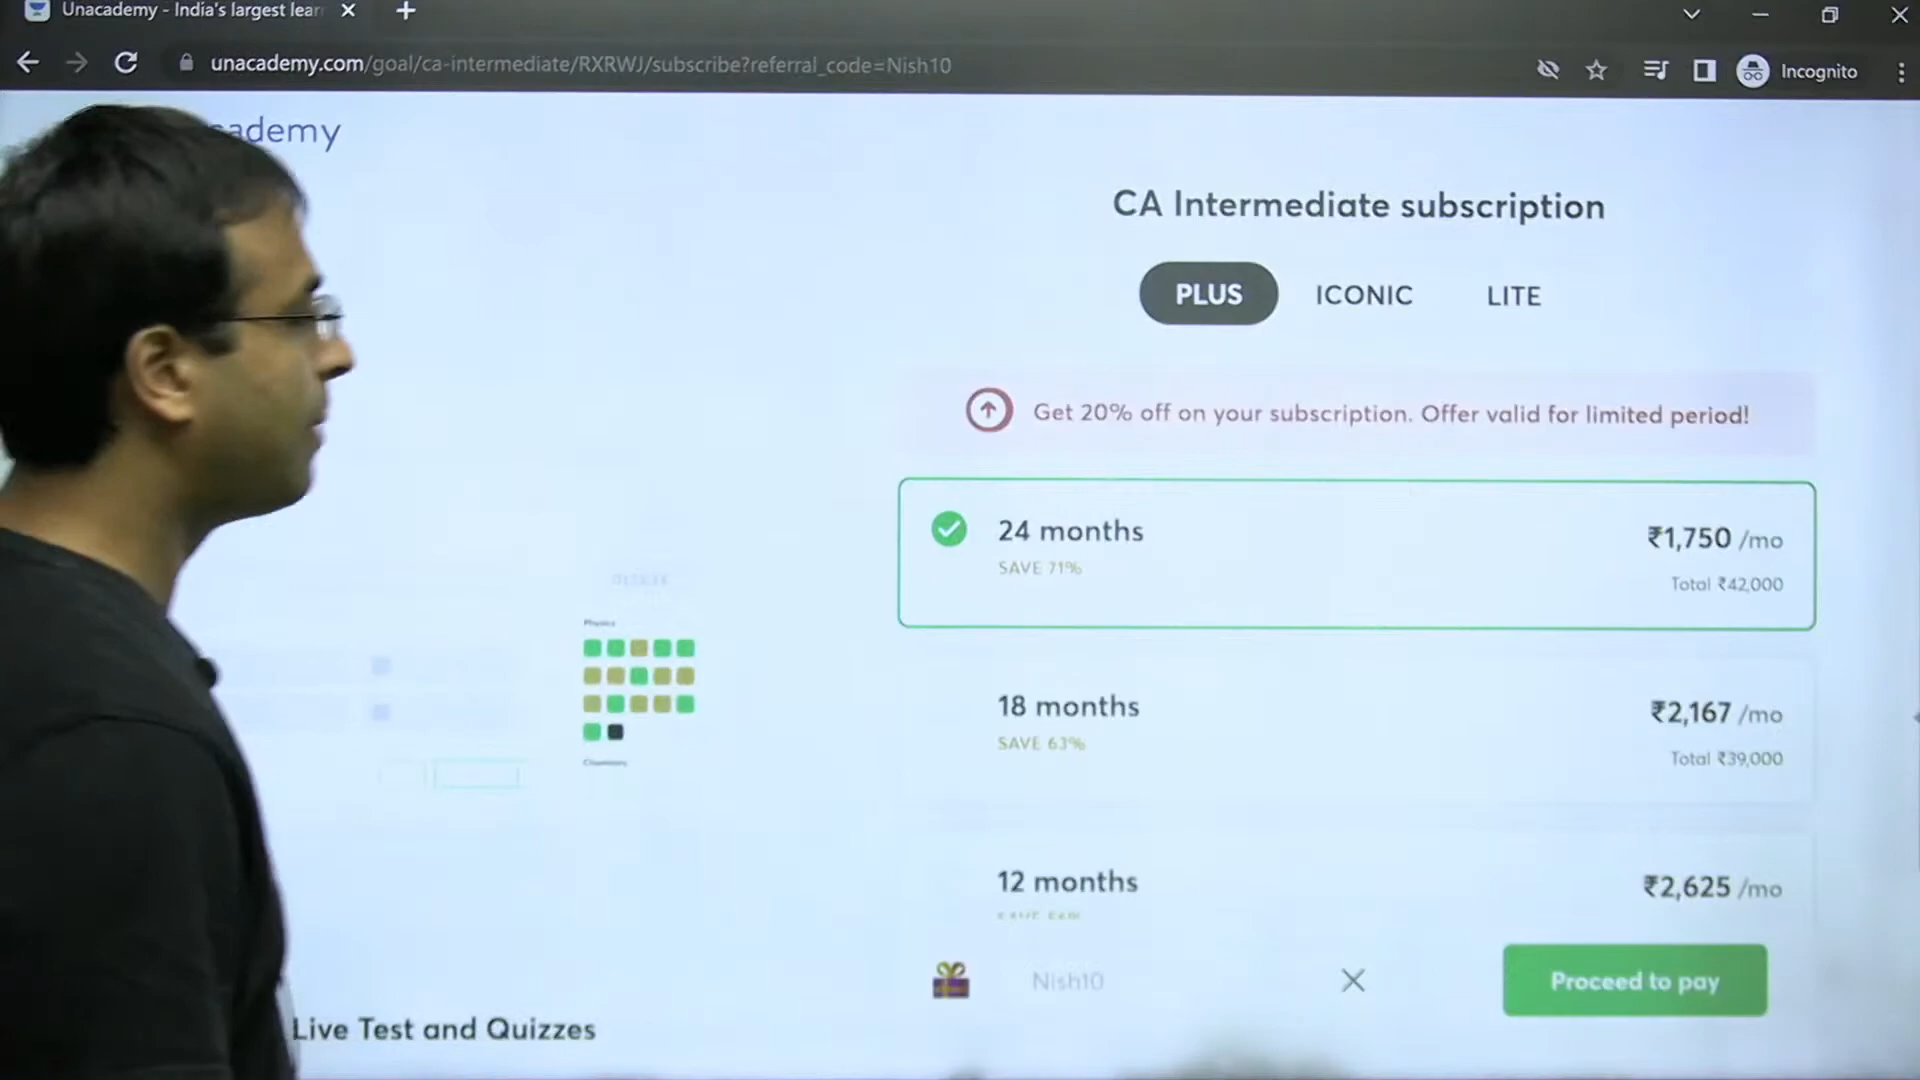 Unacademy - India's largest lear
unacademy.com/goal/ca-intermediate/RXRWJ/subscribe?referral_code=Nish10
Incognito
cademy
CA Intermediate subscription
PLUS
ICONIC
LITE
Get 20% off on your subscription. Offer valid for limited period!
24 months
₹1,750 /mo
SAVE 71%
Total ₹42,000
Physics
18 months
₹2,167 /mo
SAVE 63%
Total ₹39,000
Chemistry
12 months
₹2,625 /mo
Nish10
Proceed to pay
Live Test and Quizzes